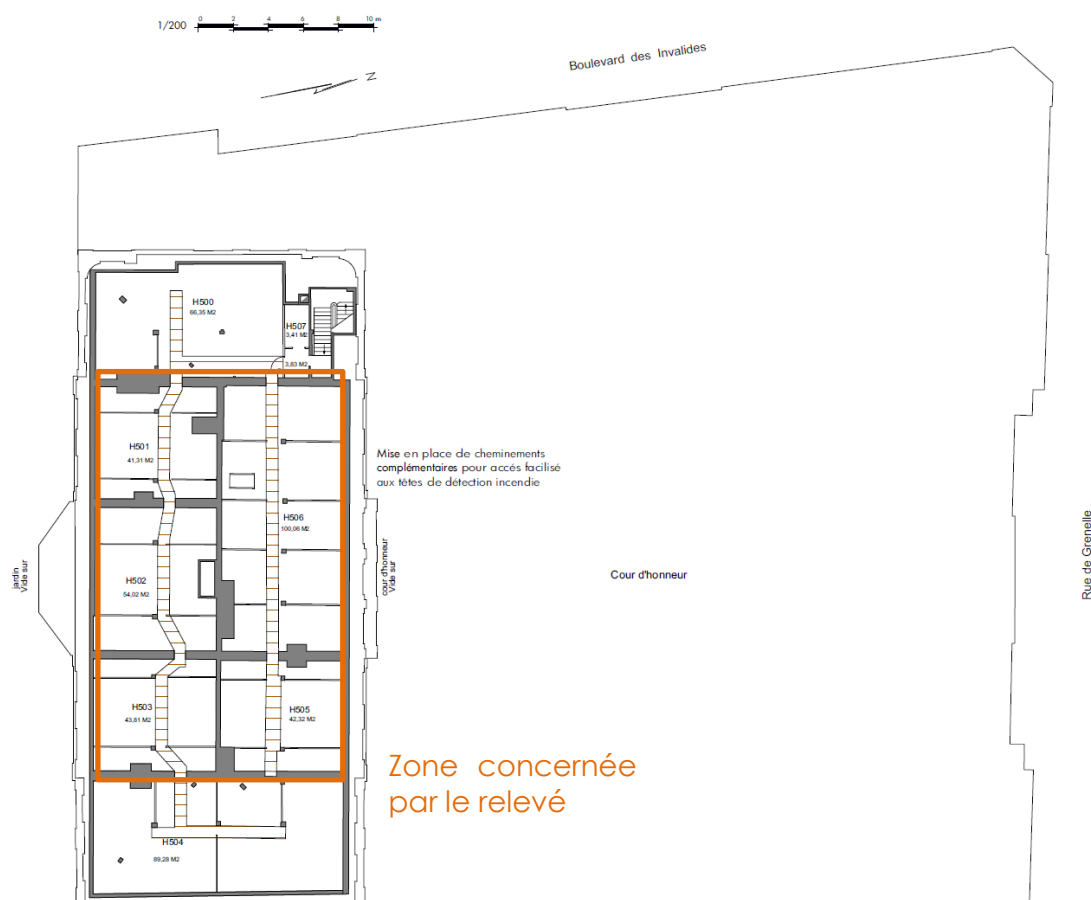 1/200
0 2 4 6 8 10 m
N
Boulevard des Invalides
H500
66,35 M2
H507
3,41 M2
3,83 M2
H501
41,31 M2
Mise en place de cheminements
complémentaires pour accés facilisé
aux têtes de détection incendie
H506
100,06 M2
H502
54,02 M2
jardin
Vide sur
cour d'honneur
Vide sur
Cour d'honneur
Rue de Grenelle
H503
43,81 M2
H505
42,32 M2
Zone concernée
par le relevé
H504
89,28 M2